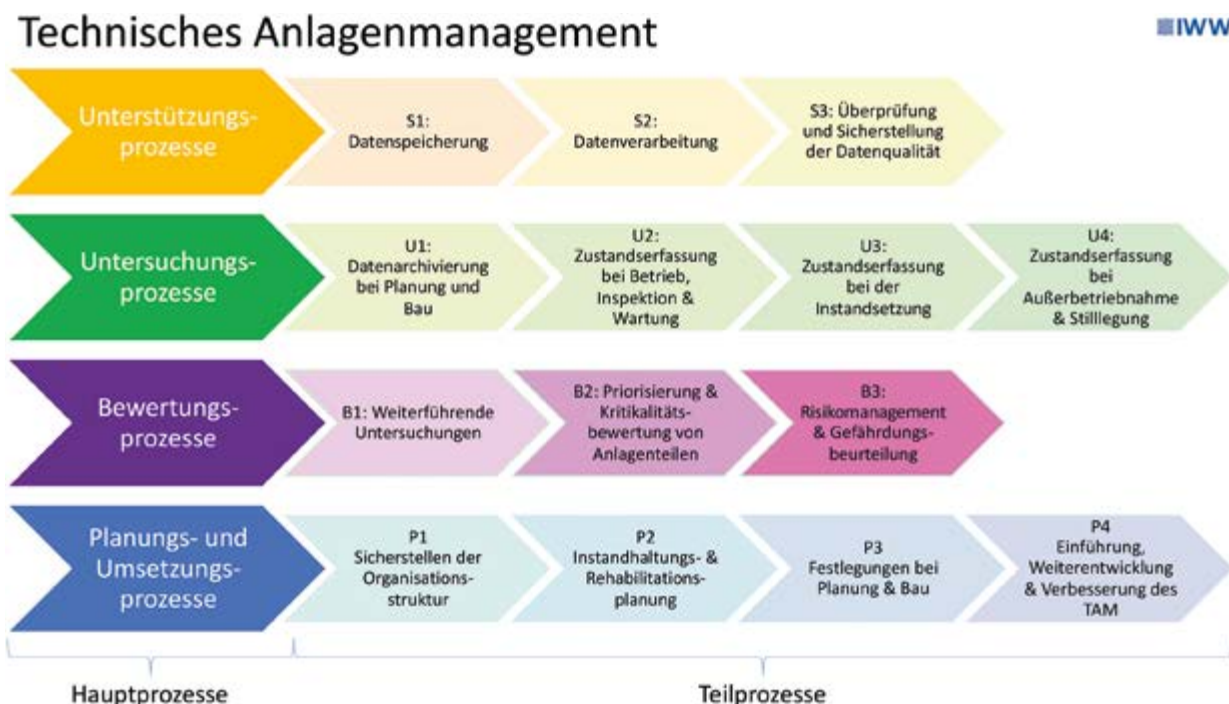 Technisches Anlagenmanagement
IWW
Unterstützungs-
prozesse
S1:
Datenspeicherung
S2:
Datenverarbeitung
S3: Überprüfung
und Sicherstellung
der Datenqualität
Untersuchungs-
prozesse
U1:
Datenarchivierung
bei Planung und
Bau
U2:
Zustandserfassung
bei Betrieb,
Inspektion &
Wartung
U3:
Zustandserfassung
bei der
Instandsetzung
U4:
Zustandserfassung
bei
Außerbetriebnahme
& Stilllegung
Bewertungs-
prozesse
B1: Weiterführende
Untersuchungen
B2: Priorisierung &
Kritikalitäts-
bewertung von
Anlagenteilen
B3:
Risikomanagement
& Gefährdungs-
beurteilung
Planungs- und
Umsetzungs-
prozesse
P1
Sicherstellen der
Organisations-
struktur
P2
Instandhaltungs- &
Rehabilitations-
planung
P3
Festlegungen bei
Planung & Bau
P4
Einführung,
Weiterentwicklung
& Verbesserung des
TAM
Hauptprozesse
Teilprozesse